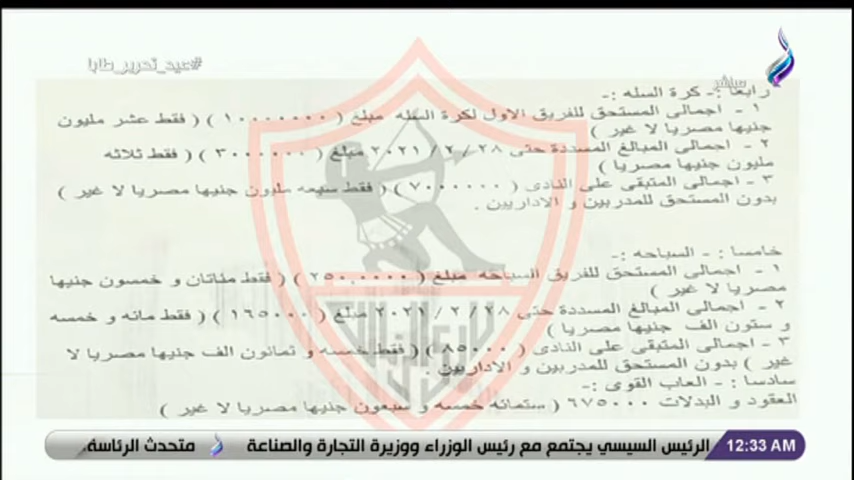 #عيد_تحرير_طابا
مباشر
رابعا :- كرة السله :-
١ - اجمالى المستحق للفريق الاول لكرة السله مبلغ ( ١٠٠٠٠٠٠٠ ) ( فقط عشر مليون
جنيها مصريا لا غير )
٢ - اجمالى المبالغ المسددة حتى ٢٨ / ٢ / ٢٠٢١ مبلغ ( ٣٠٠٠٠٠٠ ) ( فقط ثلاثه
مليون جنيها مصريا )
٣ - اجمالى المتبقى على النادى ( ٧٠٠٠٠٠٠ ) ( فقط سبعه مليون جنيها مصريا لا غير )
بدون المستحق للمدربين و الاداريين .
خامسا :- السباحه :-
١ - اجمالى المستحق للفريق السباحه مبلغ ( ٢٥٠,٠٠٠٠ ) ( فقط مئاتان و خمسون جنيها
مصريا لا غير )
٢ - اجمالى المبالغ المسددة حتى ٢٨ / ٢ / ٢٠٢١ مبلغ ( ١٦٥٠٠٠ ) ( فقط مائه و خمسه
و ستون الف جنيها مصريا )
٣ - اجمالى المتبقى على النادى ( ٨٥٠٠٠ ) ( فقط خمسه و ثمانون الف جنيها مصريا لا
غير ) بدون المستحق للمدربين و الاداريين .
سادسا :- العاب القوى :-
العقود و البدلات ٦٧٥٠٠٠ ( ستمائه خمسه و سبعون جنيها مصريا لا غير )
12:33 AM الرئيس السيسي يجتمع مع رئيس الوزراء ووزيرة التجارة والصناعة متحدث الرئاسة: